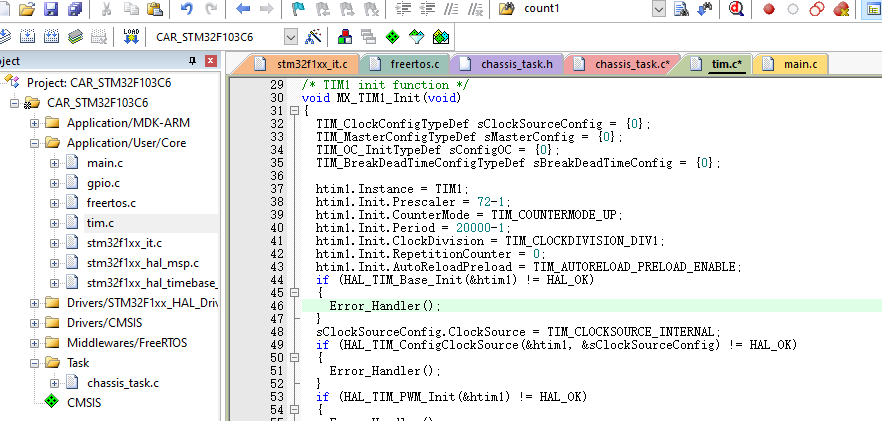 count1
LOAD
CAR_STM32F103C6
ject
Project: CAR_STM32F103C6
CAR_STM32F103C6
Application/MDK-ARM
Application/User/Core
main.c
gpio.c
freertos.c
tim.c
stm32f1xx_it.c
stm32f1xx_hal_msp.c
stm32f1xx_hal_timebase_
Drivers/STM32F1xx_HAL_Driv
Drivers/CMSIS
Middlewares/FreeRTOS
Task
chassis_task.c
CMSIS
stm32f1xx_it.c
freertos.c
chassis_task.h
chassis_task.c*
tim.c*
main.c
29 /* TIM1 init function */
30 void MX_TIM1_Init(void)
31 {
32 TIM_ClockConfigTypeDef sClockSourceConfig = {0};
33 TIM_MasterConfigTypeDef sMasterConfig = {0};
34 TIM_OC_InitTypeDef sConfigOC = {0};
35 TIM_BreakDeadTimeConfigTypeDef sBreakDeadTimeConfig = {0};
36
37 htim1.Instance = TIM1;
38 htim1.Init.Prescaler = 72-1;
39 htim1.Init.CounterMode = TIM_COUNTERMODE_UP;
40 htim1.Init.Period = 20000-1;
41 htim1.Init.ClockDivision = TIM_CLOCKDIVISION_DIV1;
42 htim1.Init.RepetitionCounter = 0;
43 htim1.Init.AutoReloadPreload = TIM_AUTORELOAD_PRELOAD_ENABLE;
44 if (HAL_TIM_Base_Init(&htim1) != HAL_OK)
45 {
46 Error_Handler();
47 }
48 sClockSourceConfig.ClockSource = TIM_CLOCKSOURCE_INTERNAL;
49 if (HAL_TIM_ConfigClockSource(&htim1, &sClockSourceConfig) != HAL_OK)
50 {
51 Error_Handler();
52 }
53 if (HAL_TIM_PWM_Init(&htim1) != HAL_OK)
54 {